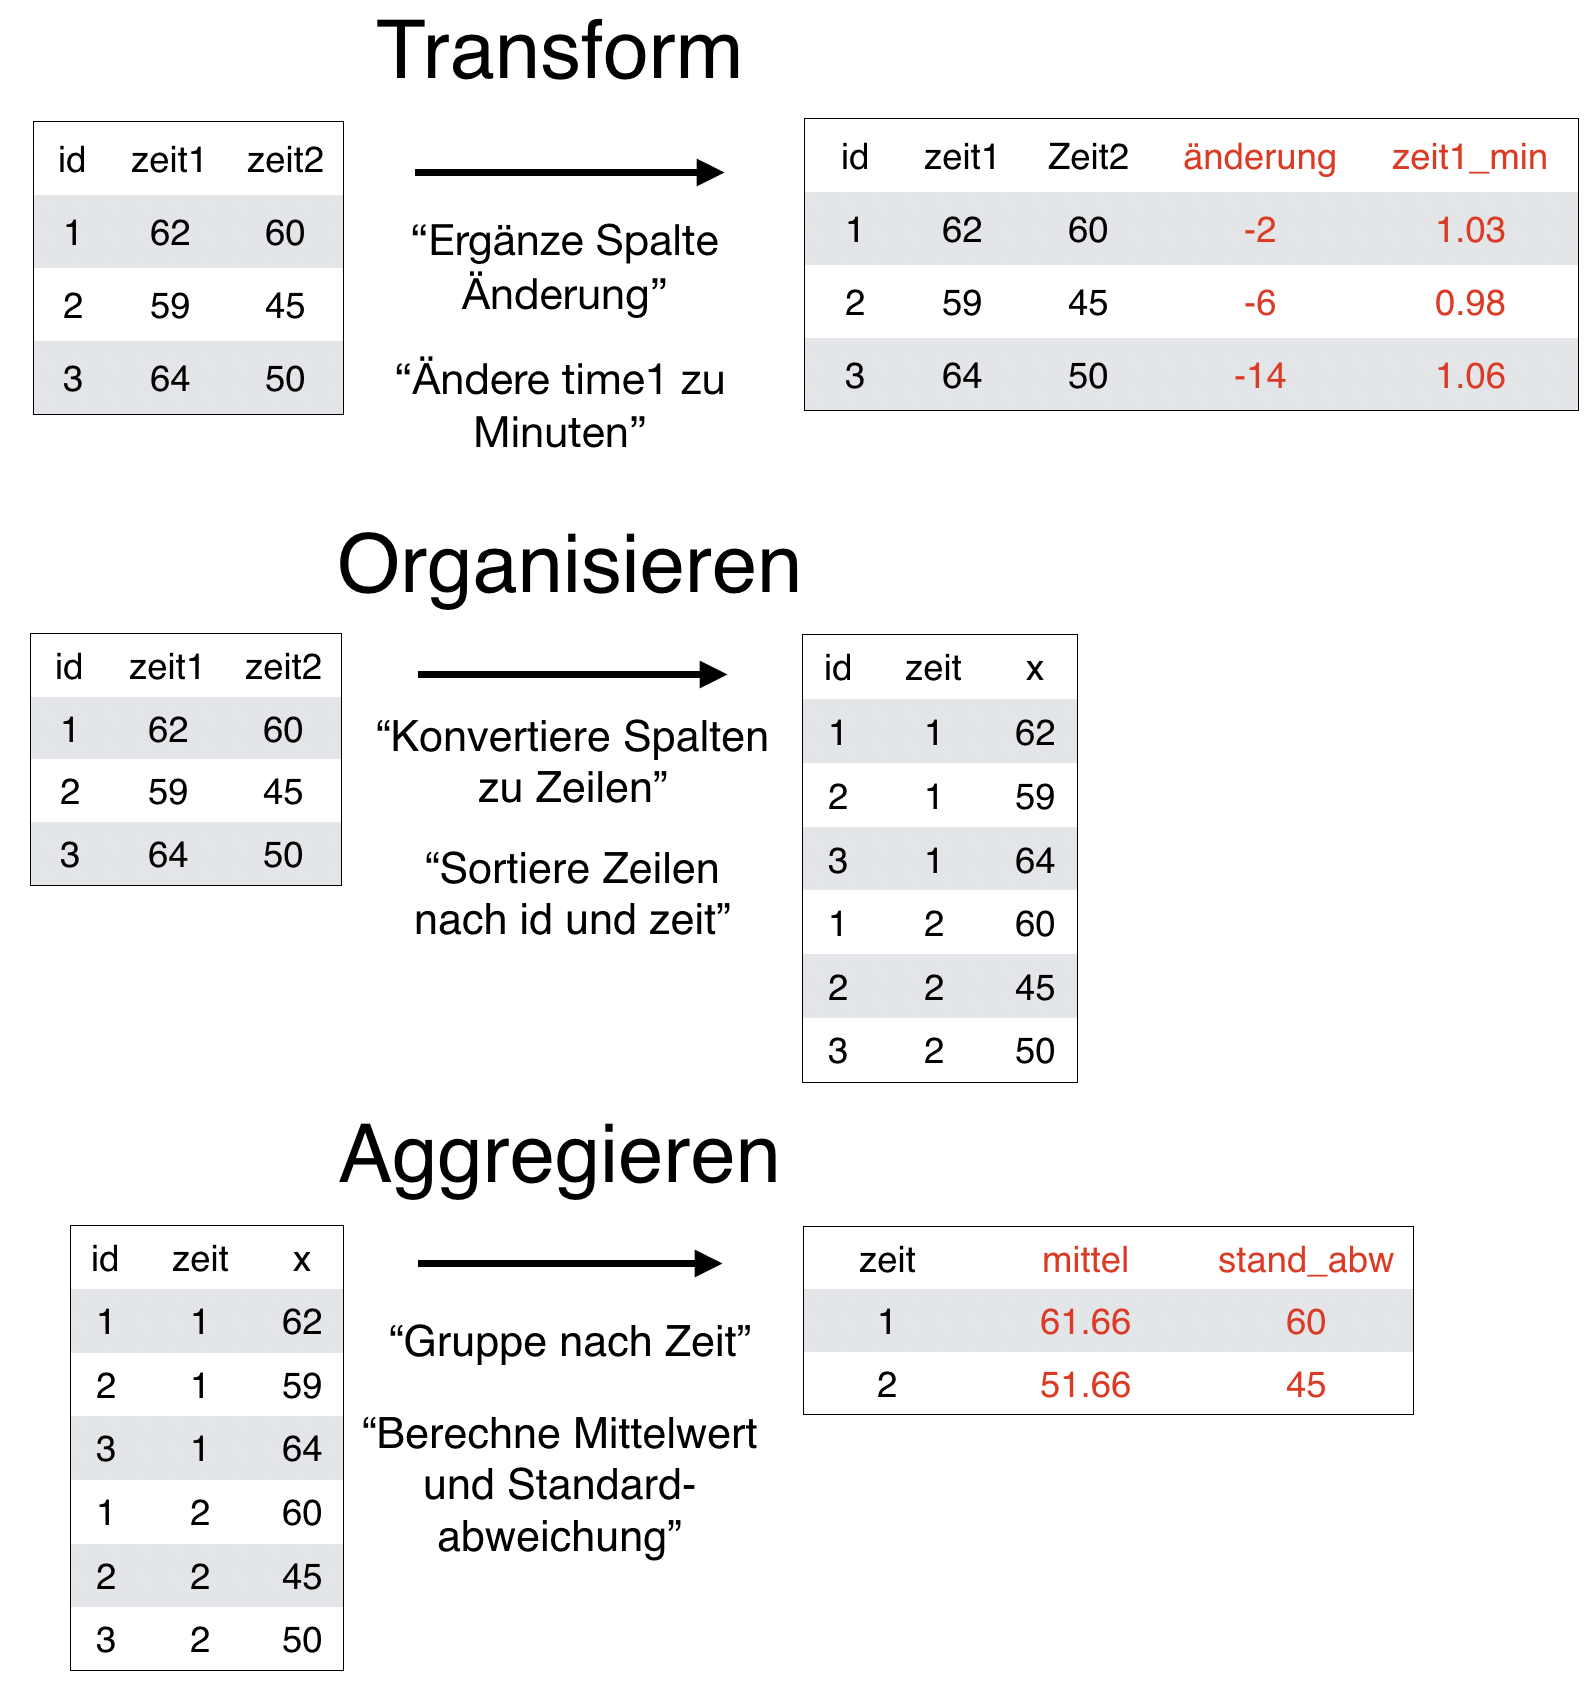 Transform
id zeit1 zeit2
1 62 60
2 59 45
3 64 50
“Ergänze Spalte
Änderung”
“Ändere time1 zu
Minuten”
id zeit1 Zeit2 änderung zeit1_min
1 62 60 -2 1.03
2 59 45 -6 0.98
3 64 50 -14 1.06
Organisieren
id zeit1 zeit2
1 62 60
2 59 45
3 64 50
“Konvertiere Spalten
zu Zeilen”
“Sortiere Zeilen
nach id und zeit”
id zeit x
1 1 62
2 1 59
3 1 64
1 2 60
2 2 45
3 2 50
Aggregieren
id zeit x
1 1 62
2 1 59
3 1 64
1 2 60
2 2 45
3 2 50
“Gruppe nach Zeit”
“Berechne Mittelwert
und Standard-
abweichung”
zeit mittel stand_abw
1 61.66 60
2 51.66 45